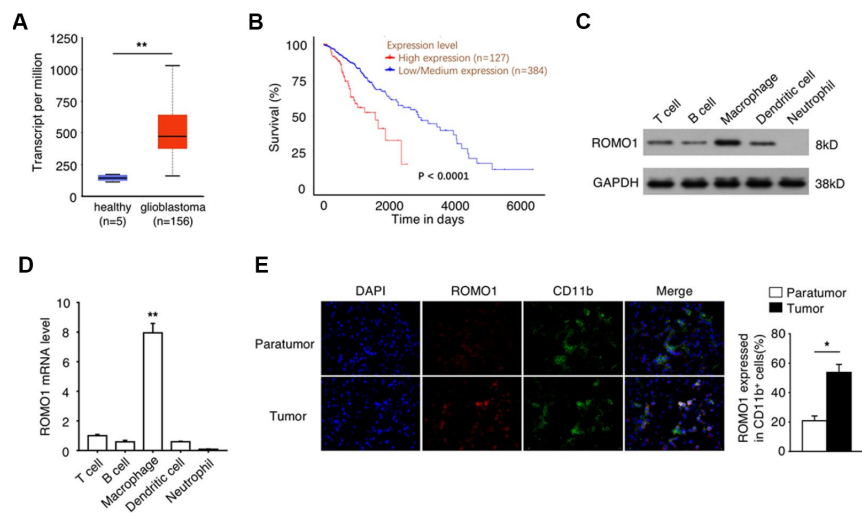 A
Transcript per million
1250
1000
750
500
250
0
**
healthy
(n=5)
glioblastoma
(n=156)
B
Survival (%)
100
75
50
25
0
Expression level
High expression (n=127)
Low/Medium expression (n=384)
P < 0.0001
0
2000
4000
6000
Time in days
C
T cell
B cell
Macrophage
Dendritic cell
Neutrophil
ROMO1
8kD
GAPDH
38kD
D
ROMO1 mRNA level
10
8
6
4
2
0
**
T cell
B cell
Macrophage
Dendritic cell
Neutrophil
E
DAPI
ROMO1
CD11b
Merge
Paratumor
Tumor
Paratumor
Tumor
ROMO1 expressed
in CD11b+ cells(%)
80
60
40
20
0
*